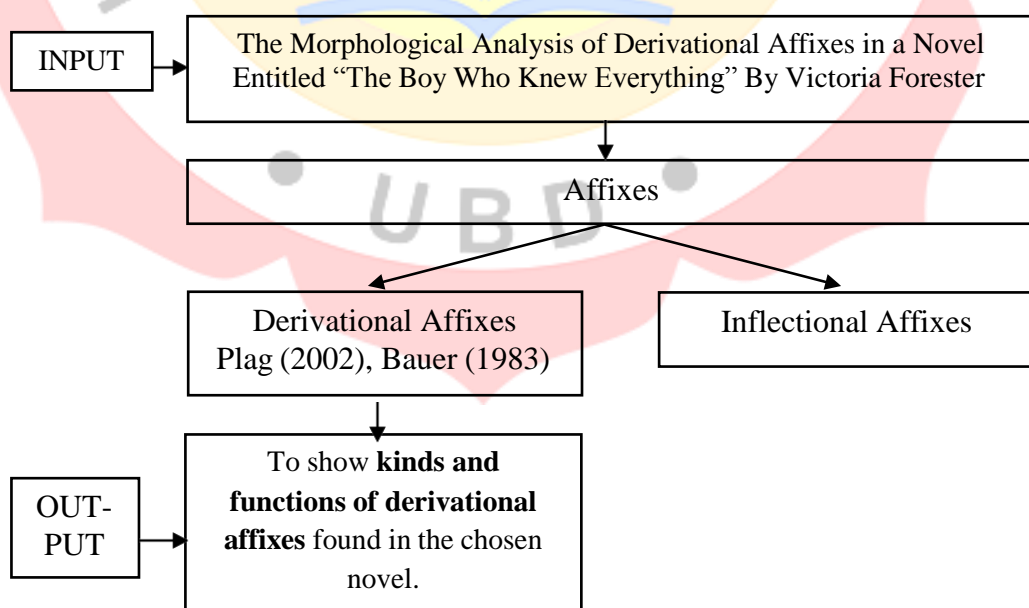 INPUT
The Morphological Analysis of Derivational Affixes in a Novel
Entitled “The Boy Who Knew Everything” By Victoria Forester
Affixes
UBD
Derivational Affixes
Plag (2002), Bauer (1983)
Inflectional Affixes
OUT-
PUT
To show kinds and
functions of derivational
affixes found in the chosen
novel.